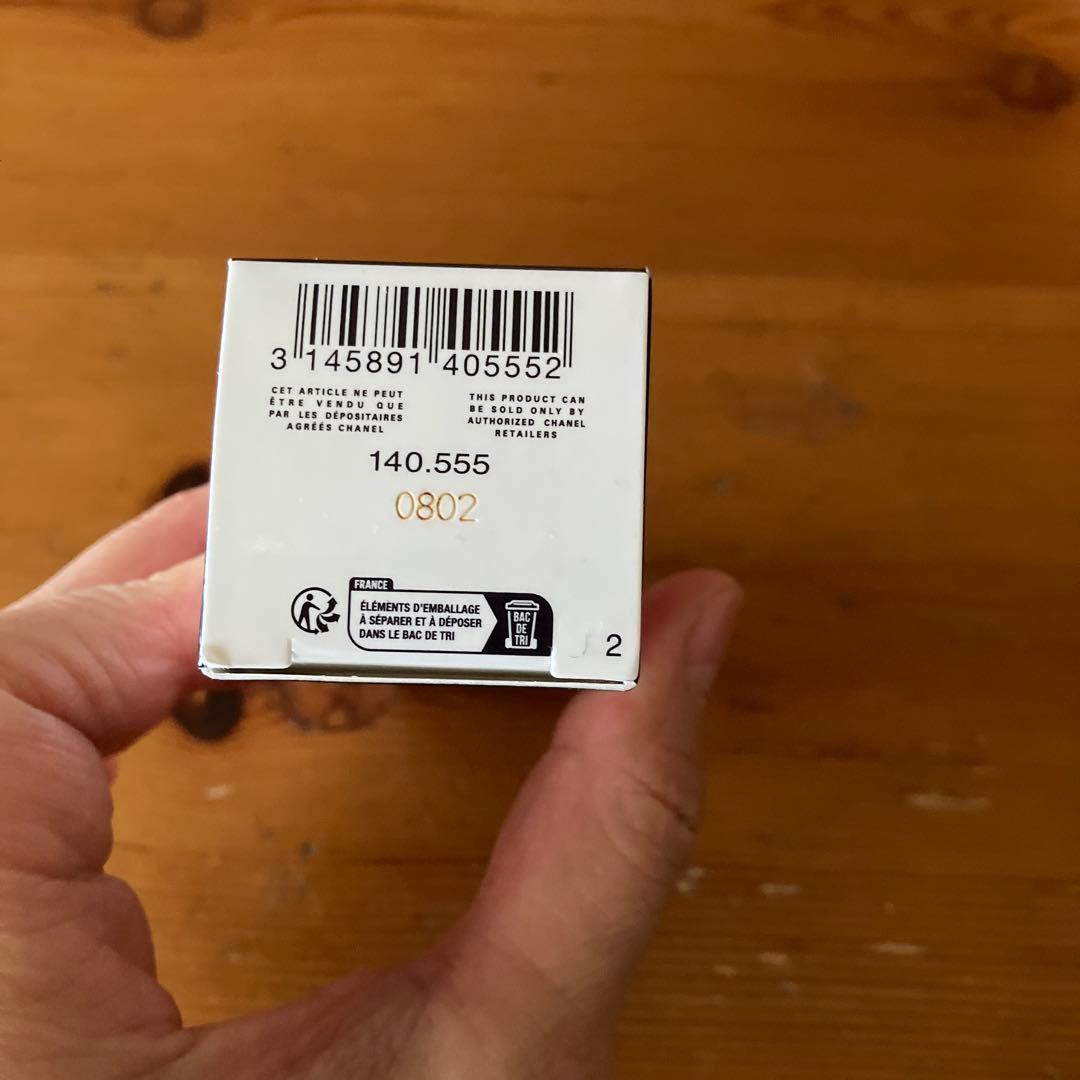 3 145891 405552
CET ARTICLE NE PEUT
ÊTRE VENDU QUE
PAR LES DÉPOSITAIRES
AGRÉÉS CHANEL
THIS PRODUCT CAN
BE SOLD ONLY BY
AUTHORIZED CHANEL
RETAILERS
140.555
0802
FRANCE
ÉLÉMENTS D'EMBALLAGE
À SÉPARER ET À DÉPOSER
DANS LE BAC DE TRI
BAC
DE
TRI
2